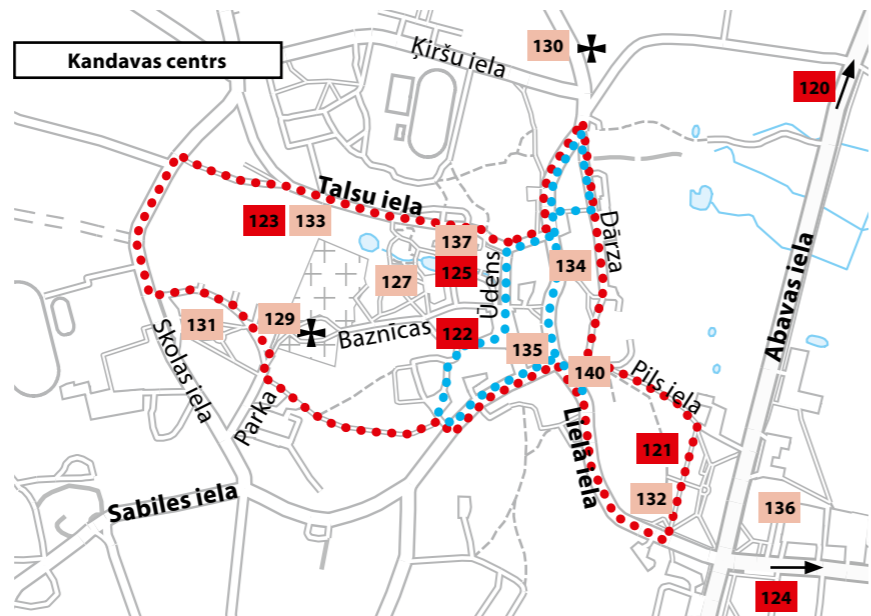 Kandavas centrs
Ķiršu iela
130
120
Talsu iela
123
133
137
125
127
Ūdens
134
Dārza
Abavas iela
122
Baznīcas
129
131
135
140
Pils iela
Skolas iela
Parka
Lielā iela
121
132
136
Sabiles iela
124